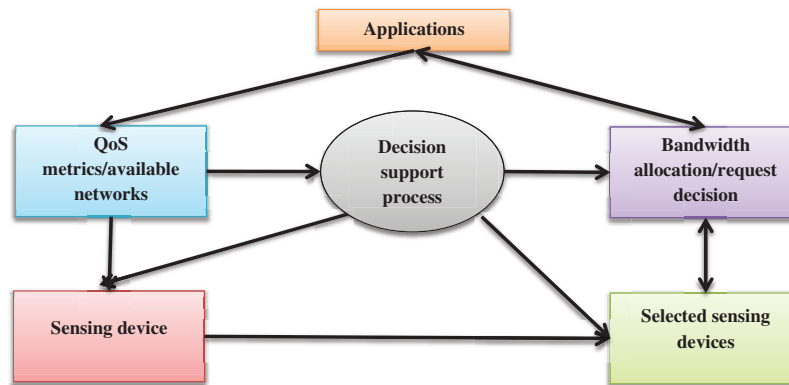 Applications
QoS
metrics/available
networks
Decision
support
process
Bandwidth
allocation/request
decision
Sensing device
Selected sensing
devices